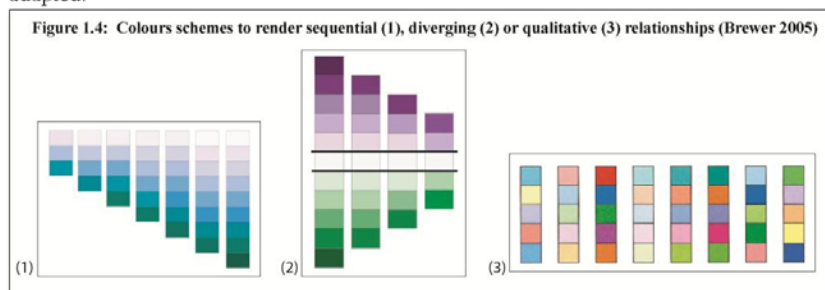 adapted.
Figure 1.4: Colours schemes to render sequential (1), diverging (2) or qualitative (3) relationships (Brewer 2005)
(1)
(2)
(3)